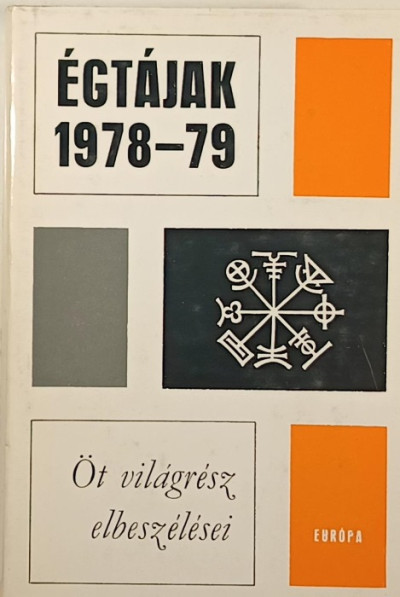 ÉGTÁJAK
1978–79
Öt világrész
elbeszélései
EURÓPA